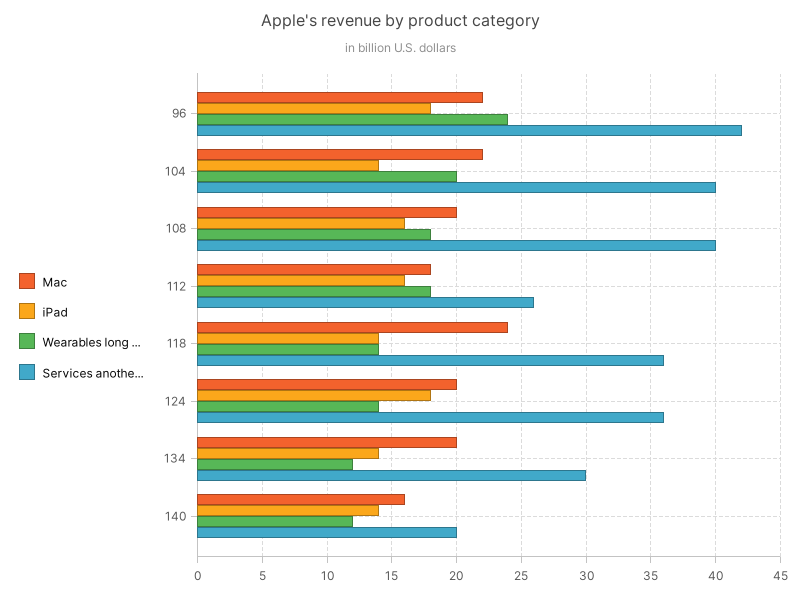 Apple's revenue by product category
in billion U.S. dollars
Mac
iPad
Wearables long ...
Services anothe...
96
104
108
112
118
124
134
140
0 5 10 15 20 25 30 35 40 45